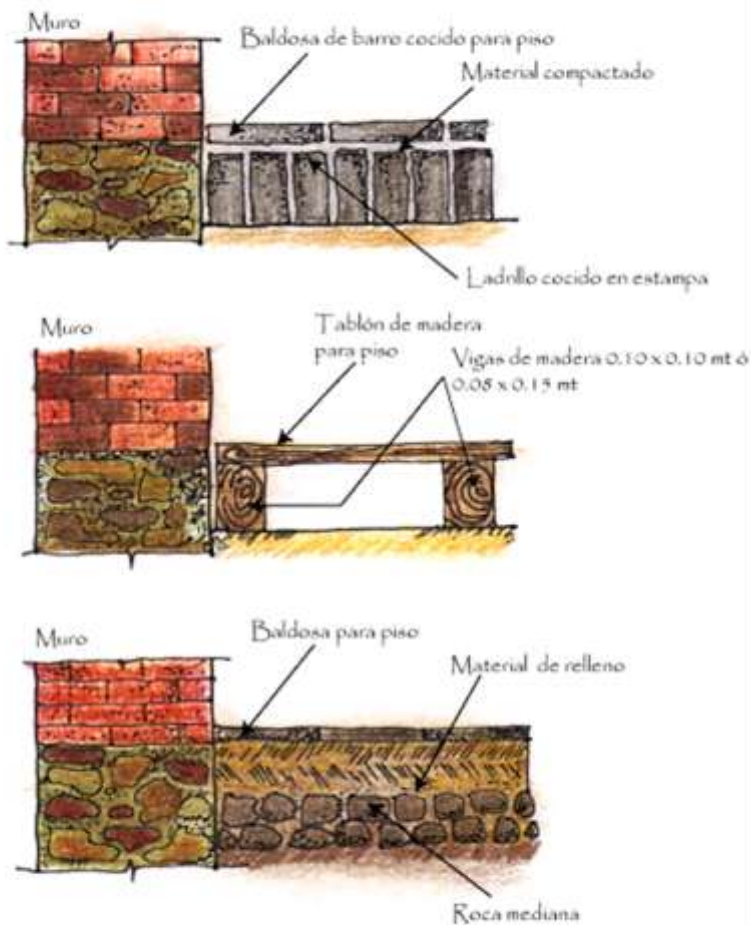 Muro
Baldosa de barro cocido para piso
Material compactado
Ladrillo cocido en estampa
Muro
Tablón de madera
para piso
Vigas de madera 0.10 x 0.10 mt ó
0.08 x 0.15 mt
Muro
Baldosa para piso
Material de relleno
Roca mediana